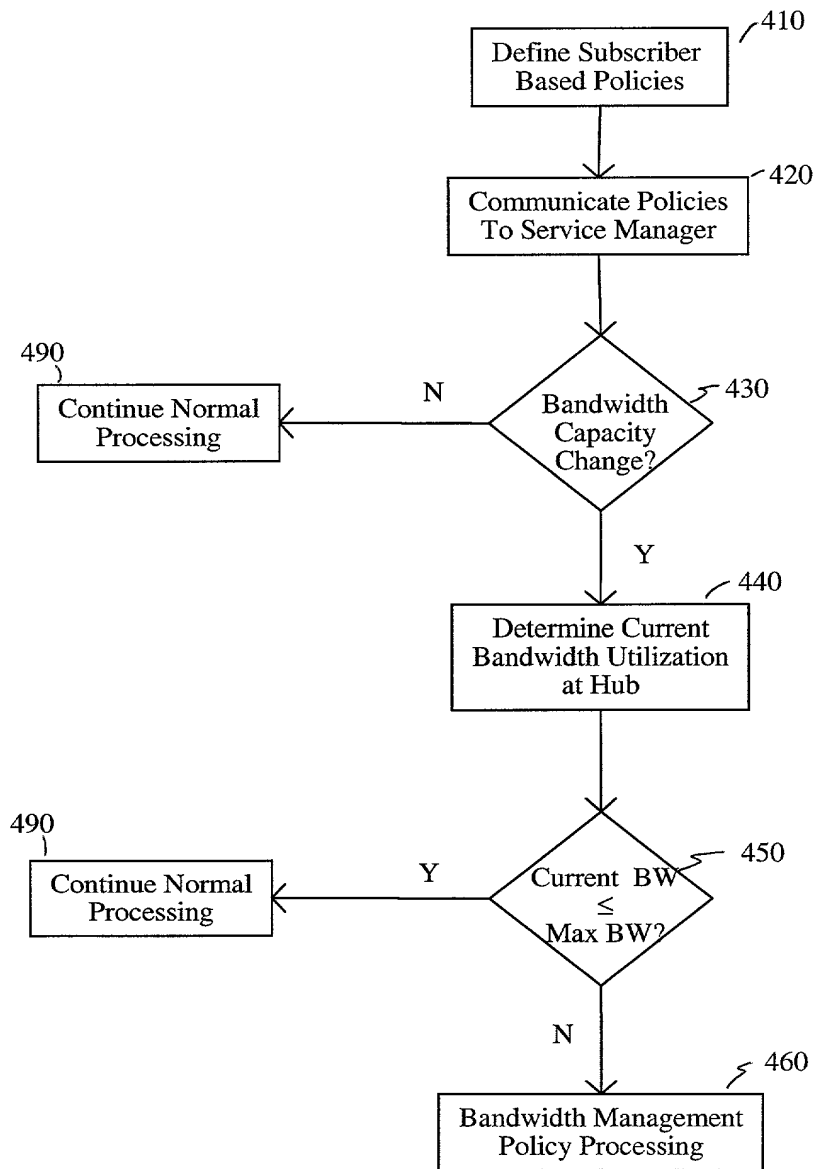 410
Define Subscriber
Based Policies
420
Communicate Policies
To Service Manager
490
Continue Normal
Processing
N
430
Bandwidth
Capacity
Change?
Y
440
Determine Current
Bandwidth Utilization
at Hub
490
Continue Normal
Processing
Y
450
Current BW
≤
Max BW?
N
460
Bandwidth Management
Policy Processing